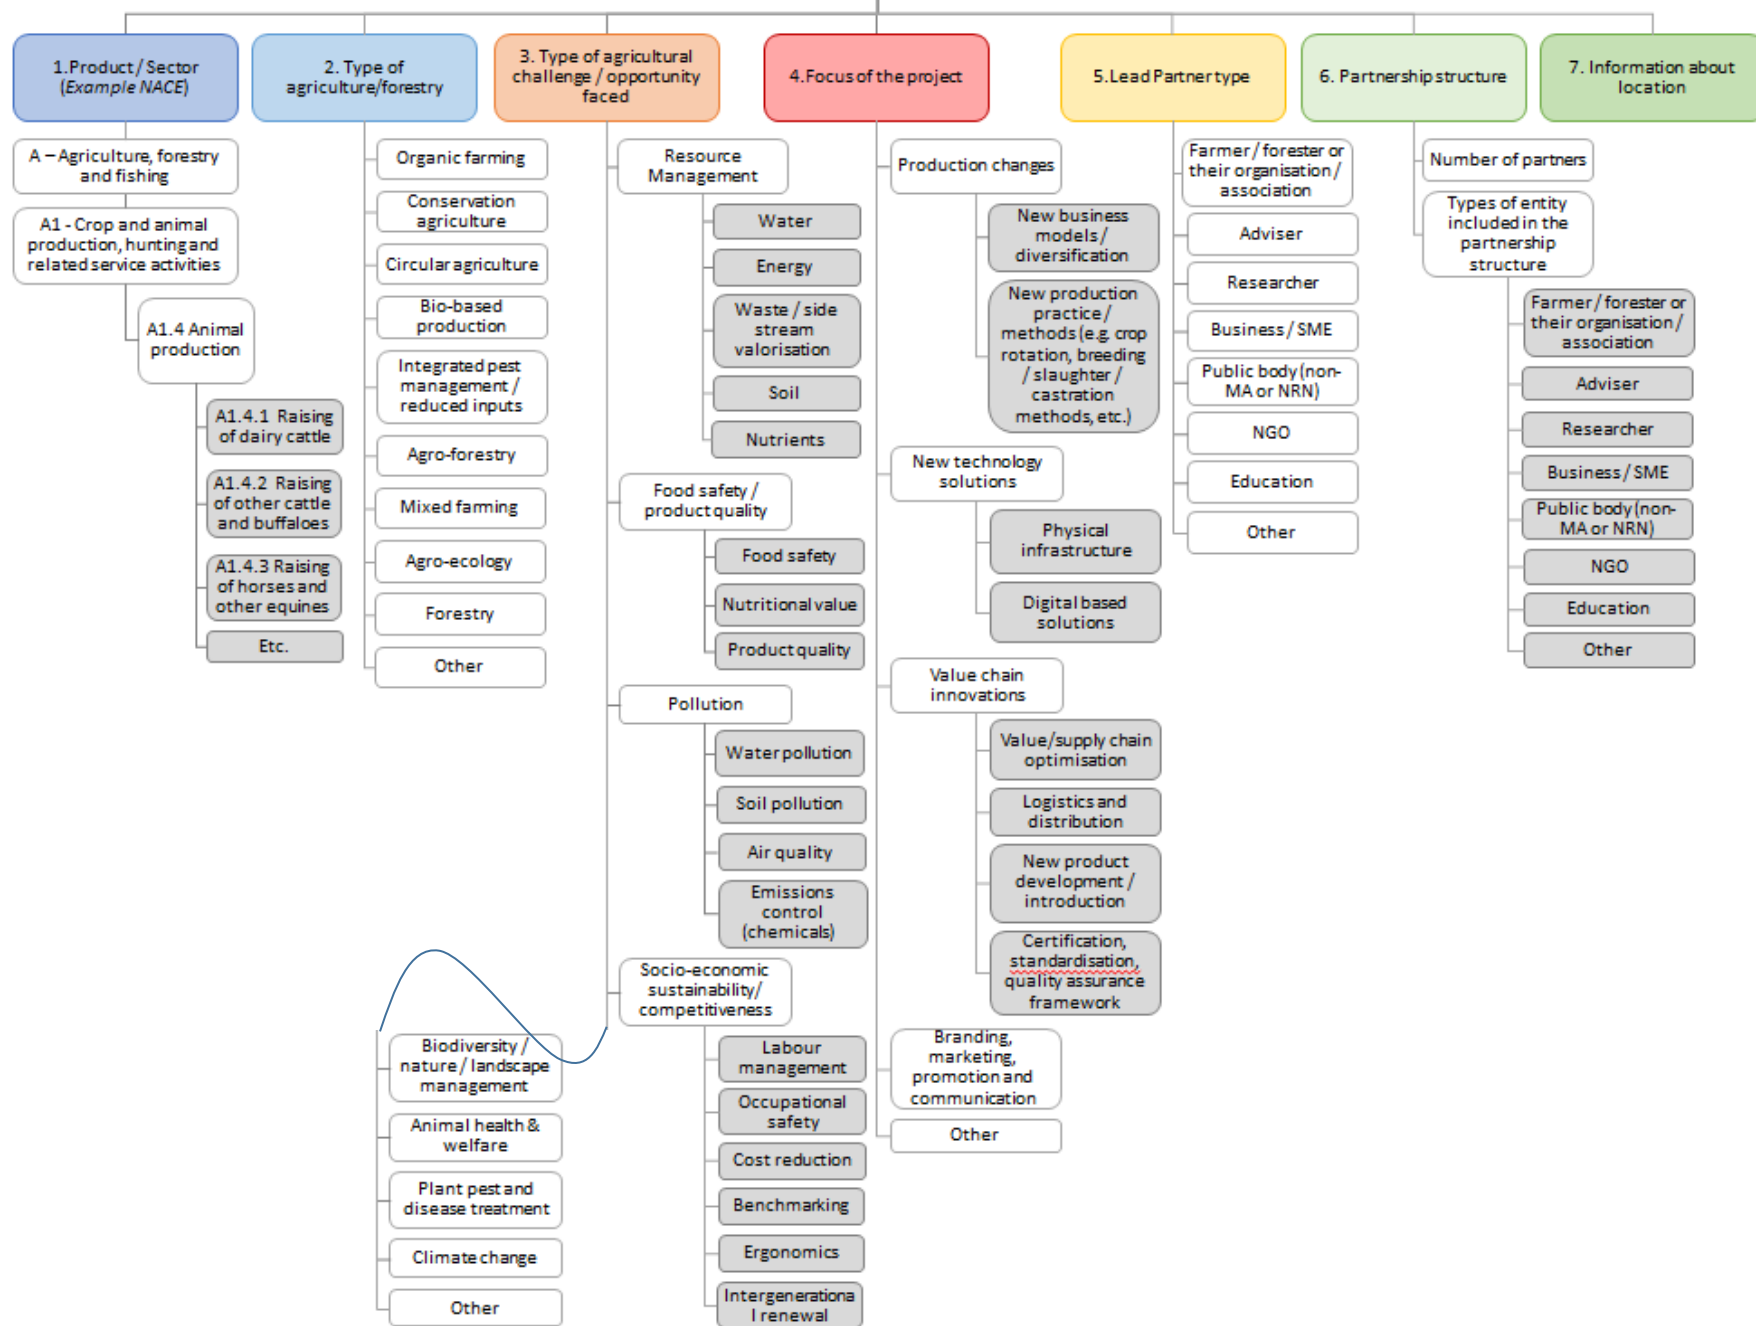 1.Product / Sector
(Example NACE)
A – Agriculture, forestry
and fishing
A1 - Crop and animal
production, hunting and
related service activities
A1.4 Animal
production
A1.4.1 Raising
of dairy cattle
A1.4.2 Raising
of other cattle
and buffaloes
A1.4.3 Raising
of horses and
other equines
Etc.
2. Type of
agriculture/forestry
Organic farming
Conservation
agriculture
Circular agriculture
Bio-based
production
Integrated pest
management /
reduced inputs
Agro-forestry
Mixed farming
Agro-ecology
Forestry
Other
3. Type of agricultural
challenge / opportunity
faced
Resource
Management
Water
Energy
Waste / side
stream
valorisation
Soil
Nutrients
Food safety /
product quality
Food safety
Nutritional value
Product quality
Pollution
Water pollution
Soil pollution
Air quality
Emissions
control
(chemicals)
Socio-economic
sustainability/
competitiveness
Labour
management
Occupational
safety
Cost reduction
Benchmarking
Ergonomics
Intergenerationa
l renewal
Biodiversity /
nature / landscape
management
Animal health &
welfare
Plant pest and
disease treatment
Climate change
Other
4.Focus of the project
Production changes
New business
models /
diversification
New production
practice /
methods (e.g. crop
rotation, breeding
/ slaughter /
castration
methods, etc.)
New technology
solutions
Physical
infrastructure
Digital based
solutions
Value chain
innovations
Value/supply chain
optimisation
Logistics and
distribution
New product
development /
introduction
Certification,
standardisation,
quality assurance
framework
Branding,
marketing,
promotion and
communication
Other
5.Lead Partner type
Farmer / forester or
their organisation /
association
Adviser
Researcher
Business / SME
Public body (non-
MA or NRN)
NGO
Education
Other
6. Partnership structure
Number of partners
Types of entity
included in the
partnership
structure
Farmer / forester or
their organisation /
association
Adviser
Researcher
Business / SME
Public body (non-
MA or NRN)
NGO
Education
Other
7. Information about
location